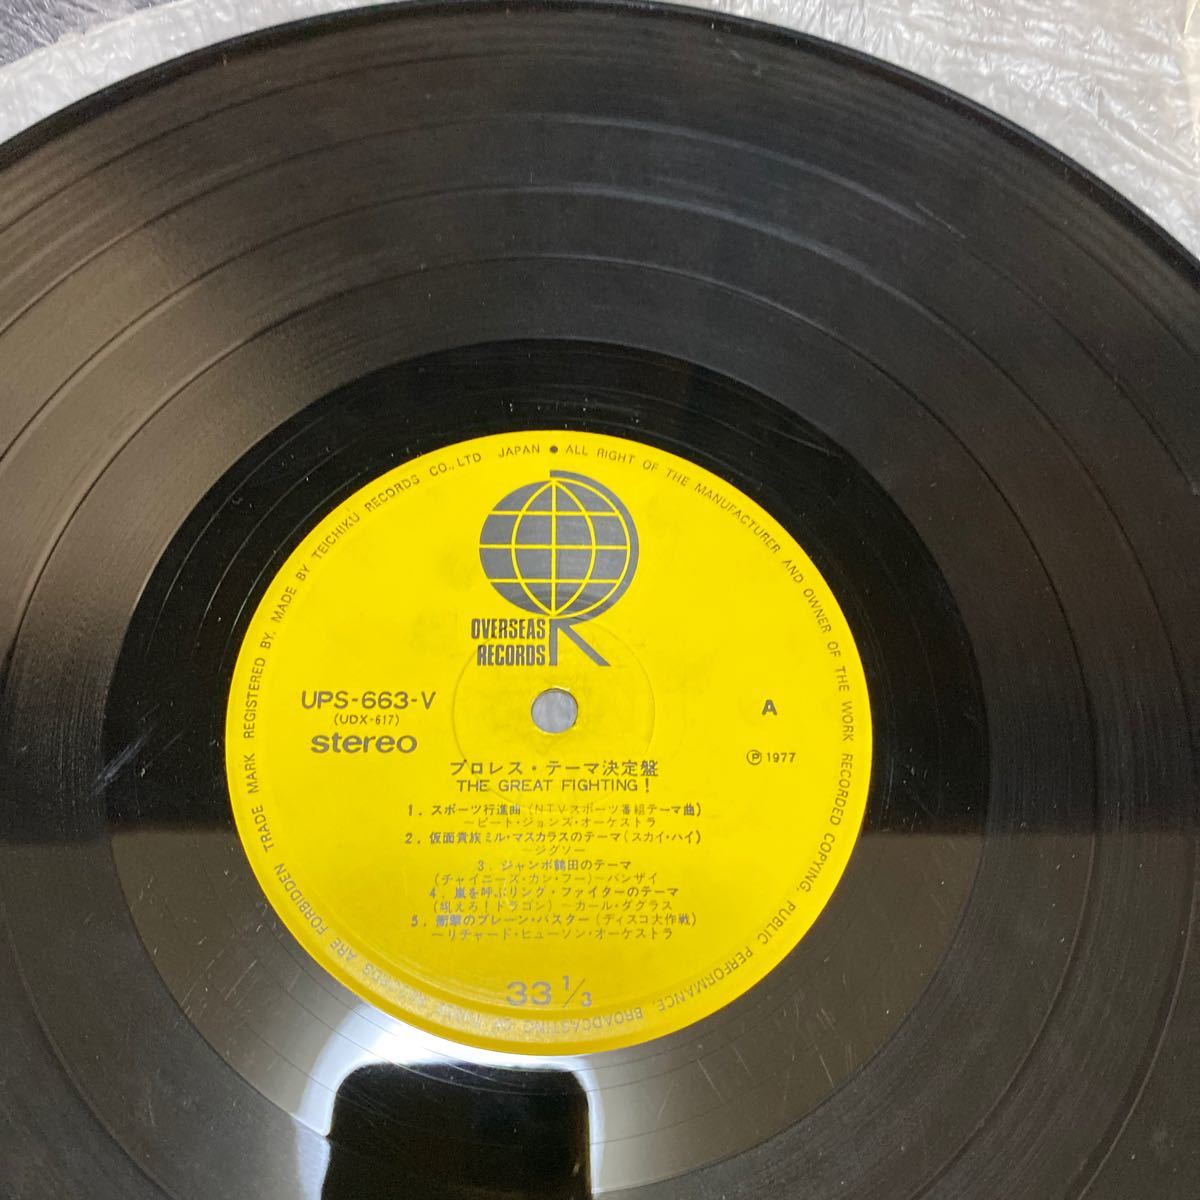 MADE BY TEICHIKU RECORDS CO., LTD JAPAN ● ALL RIGHT OF THE MANUFACTURER AND OWNER OF THE WORK RECORDED COPYING, PUBLIC PERFORMANCE, BROADCASTING OF THESE RECORDS ARE FORBIDDEN TRADE MARK REGISTERED BY.
R
OVERSEAS
RECORDS
UPS-663-V
(UDX-617)
stereo
A
Ⓟ1977
プロレス・テーマ決定盤
THE GREAT FIGHTING!
1. スポーツ行進曲(NTVスポーツ番組テーマ曲)
〜ピート・ジョンズ・オーケストラ
2. 仮面貴族ミル・マスカラスのテーマ(スカイ・ハイ)
〜ジグソー
3. ジャンボ鶴田のテーマ
(チャイニーズ・カン・フー)〜バンザイ
4. 嵐を呼ぶリング・ファイターのテーマ
(吼えろ!ドラゴン) 〜カール・ダグラス
5. 衝撃のブレーン・バスター(ディスコ大作戦)
〜リチャード・ヒューソン・オーケストラ
33 1/3